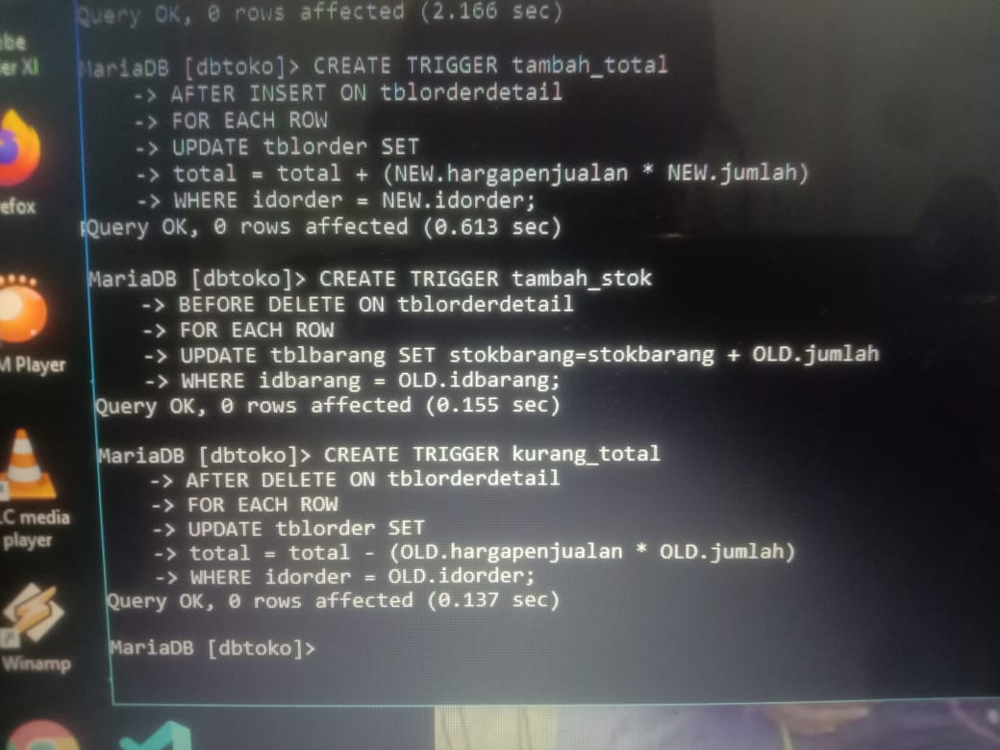 Query OK, 0 rows affected (2.166 sec)
MariaDB [dbtoko]> CREATE TRIGGER tambah_total
-> AFTER INSERT ON tblorderdetail
-> FOR EACH ROW
-> UPDATE tblorder SET
-> total = total + (NEW.hargapenjualan * NEW.jumlah)
-> WHERE idorder = NEW.idorder;
Query OK, 0 rows affected (0.613 sec)
MariaDB [dbtoko]> CREATE TRIGGER tambah_stok
-> BEFORE DELETE ON tblorderdetail
-> FOR EACH ROW
-> UPDATE tblbarang SET stokbarang=stokbarang + OLD.jumlah
-> WHERE idbarang = OLD.idbarang;
Query OK, 0 rows affected (0.155 sec)
MariaDB [dbtoko]> CREATE TRIGGER kurang_total
-> AFTER DELETE ON tblorderdetail
-> FOR EACH ROW
-> UPDATE tblorder SET
-> total = total - (OLD.hargapenjualan * OLD.jumlah)
-> WHERE idorder = OLD.idorder;
Query OK, 0 rows affected (0.137 sec)
MariaDB [dbtoko]>
obe
er XI
efox
M Player
LC media
player
Winamp